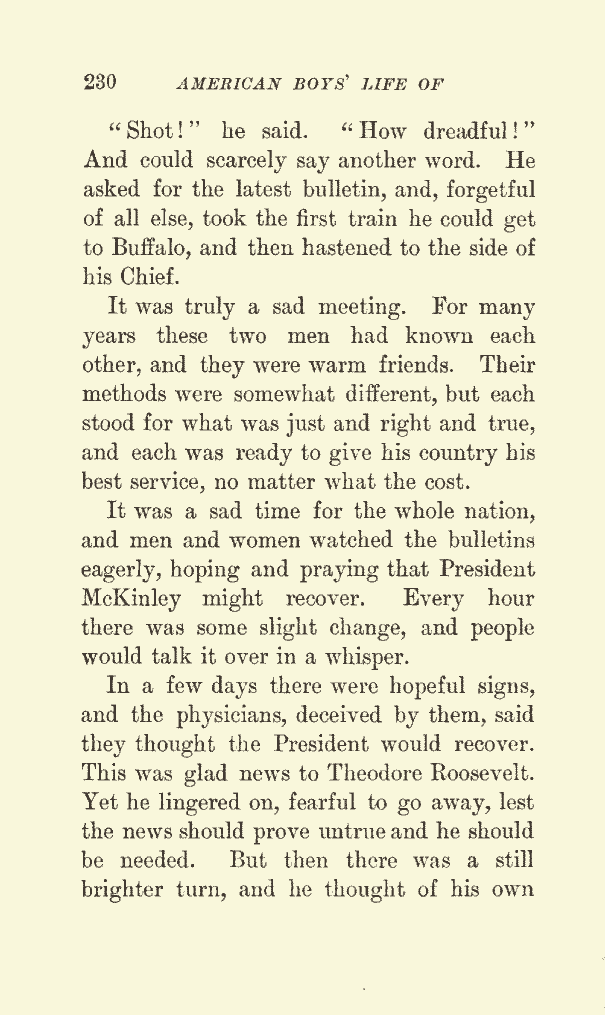 230 AMERICAN BOYS' LIFE OF
"Shot!" he said. "How dreadful!"
And could scarcely say another word. He
asked for the latest bulletin, and, forgetful
of all else, took the first train he could get
to Buffalo, and then hastened to the side of
his Chief.
It was truly a sad meeting. For many
years these two men had known each
other, and they were warm friends. Their
methods were somewhat different, but each
stood for what was just and right and true,
and each was ready to give his country his
best service, no matter what the cost.
It was a sad time for the whole nation,
and men and women watched the bulletins
eagerly, hoping and praying that President
McKinley might recover. Every hour
there was some slight change, and people
would talk it over in a whisper.
In a few days there were hopeful signs,
and the physicians, deceived by them, said
they thought the President would recover.
This was glad news to Theodore Roosevelt.
Yet he lingered on, fearful to go away, lest
the news should prove untrue and he should
be needed. But then there was a still
brighter turn, and he thought of his own